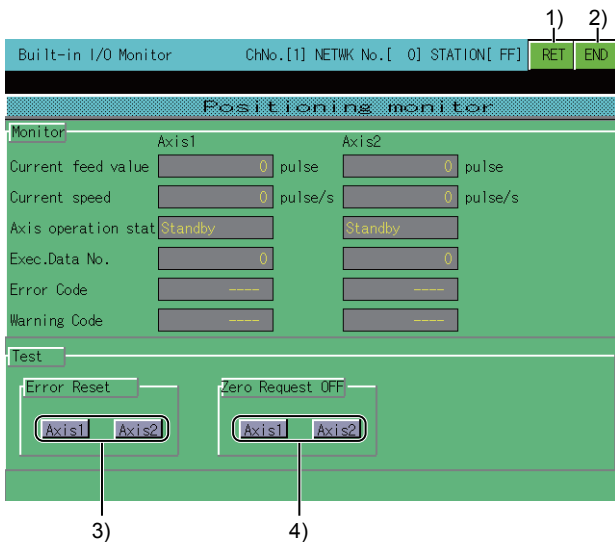 1) 2)
Built-in I/O Monitor ChNo.[1] NETWK No.[ 0] STATION[ FF] RET END
Positioning monitor
Monitor
Axis1 Axis2
Current feed value 0 pulse 0 pulse
Current speed 0 pulse/s 0 pulse/s
Axis operation stat Standby Standby
Exec.Data No. 0 0
Error Code ---- ----
Warning Code ---- ----
Test
Error Reset Zero Request OFF
Axis1 Axis2 Axis1 Axis2
3) 4)